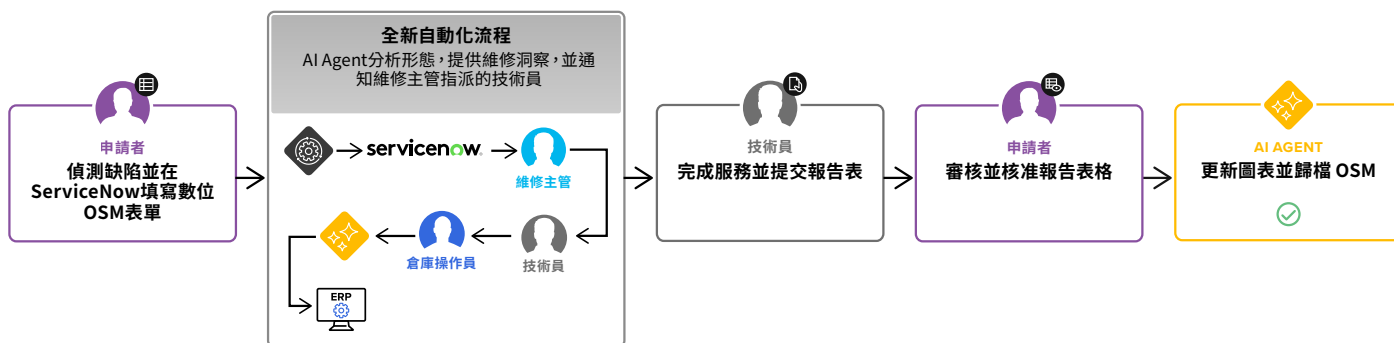 申請者
偵測缺陷並在
ServiceNow填寫數位
OSM表單
全新自動化流程
AI Agent分析形態，提供維修洞察，並通
知維修主管指派的技術員
servicenow.
維修主管
技術員
倉庫操作員
ERP
技術員
完成服務並提交報告表
申請者
審核並核准報告表格
AI AGENT
更新圖表並歸檔 OSM